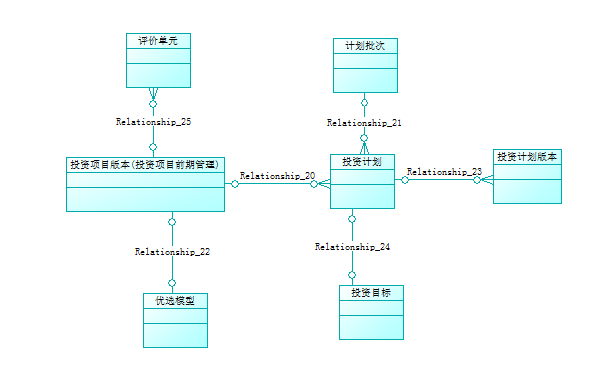 评价单元
计划批次
Relationship_25
Relationship_21
投资项目版本(投资项目前期管理)
投资计划
投资计划版本
Relationship_20
Relationship_23
Relationship_22
Relationship_24
优选模型
投资目标